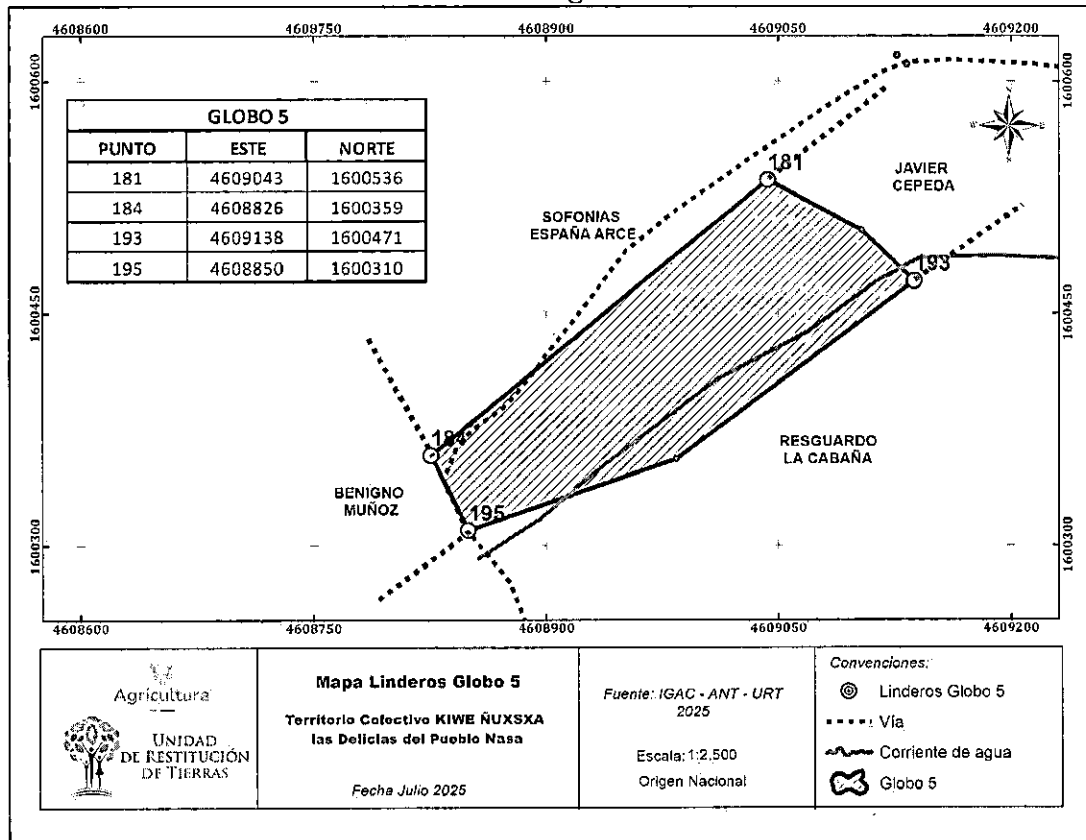 4608600 4608750 4608900 4609050 4609200
1600600
1600600
GLOBO 5
PUNTO ESTE NORTE
181 4609043 1600536
184 4608826 1600359
193 4609138 1600471
195 4608850 1600310
181
JAVIER
CEPEDA
SOFONIAS
ESPAÑA ARCE
193
1600450
1600450
184
RESGUARDO
LA CABAÑA
BENIGNO
MUÑOZ
195
1600300
1600300
4608600 4608750 4608900 4609050 4609200
Agricultura
UNIDAD
DE RESTITUCIÓN
DE TIERRAS
Mapa Linderos Globo 5
Territorio Colectivo KIWE ÑUXSXA
las Delicias del Pueblo Nasa
Fecha Julio 2025
Fuente: IGAC - ANT - URT
2025
Escala: 1:2,500
Origen Nacional
Convenciones:
Linderos Globo 5
Vía
Corriente de agua
Globo 5